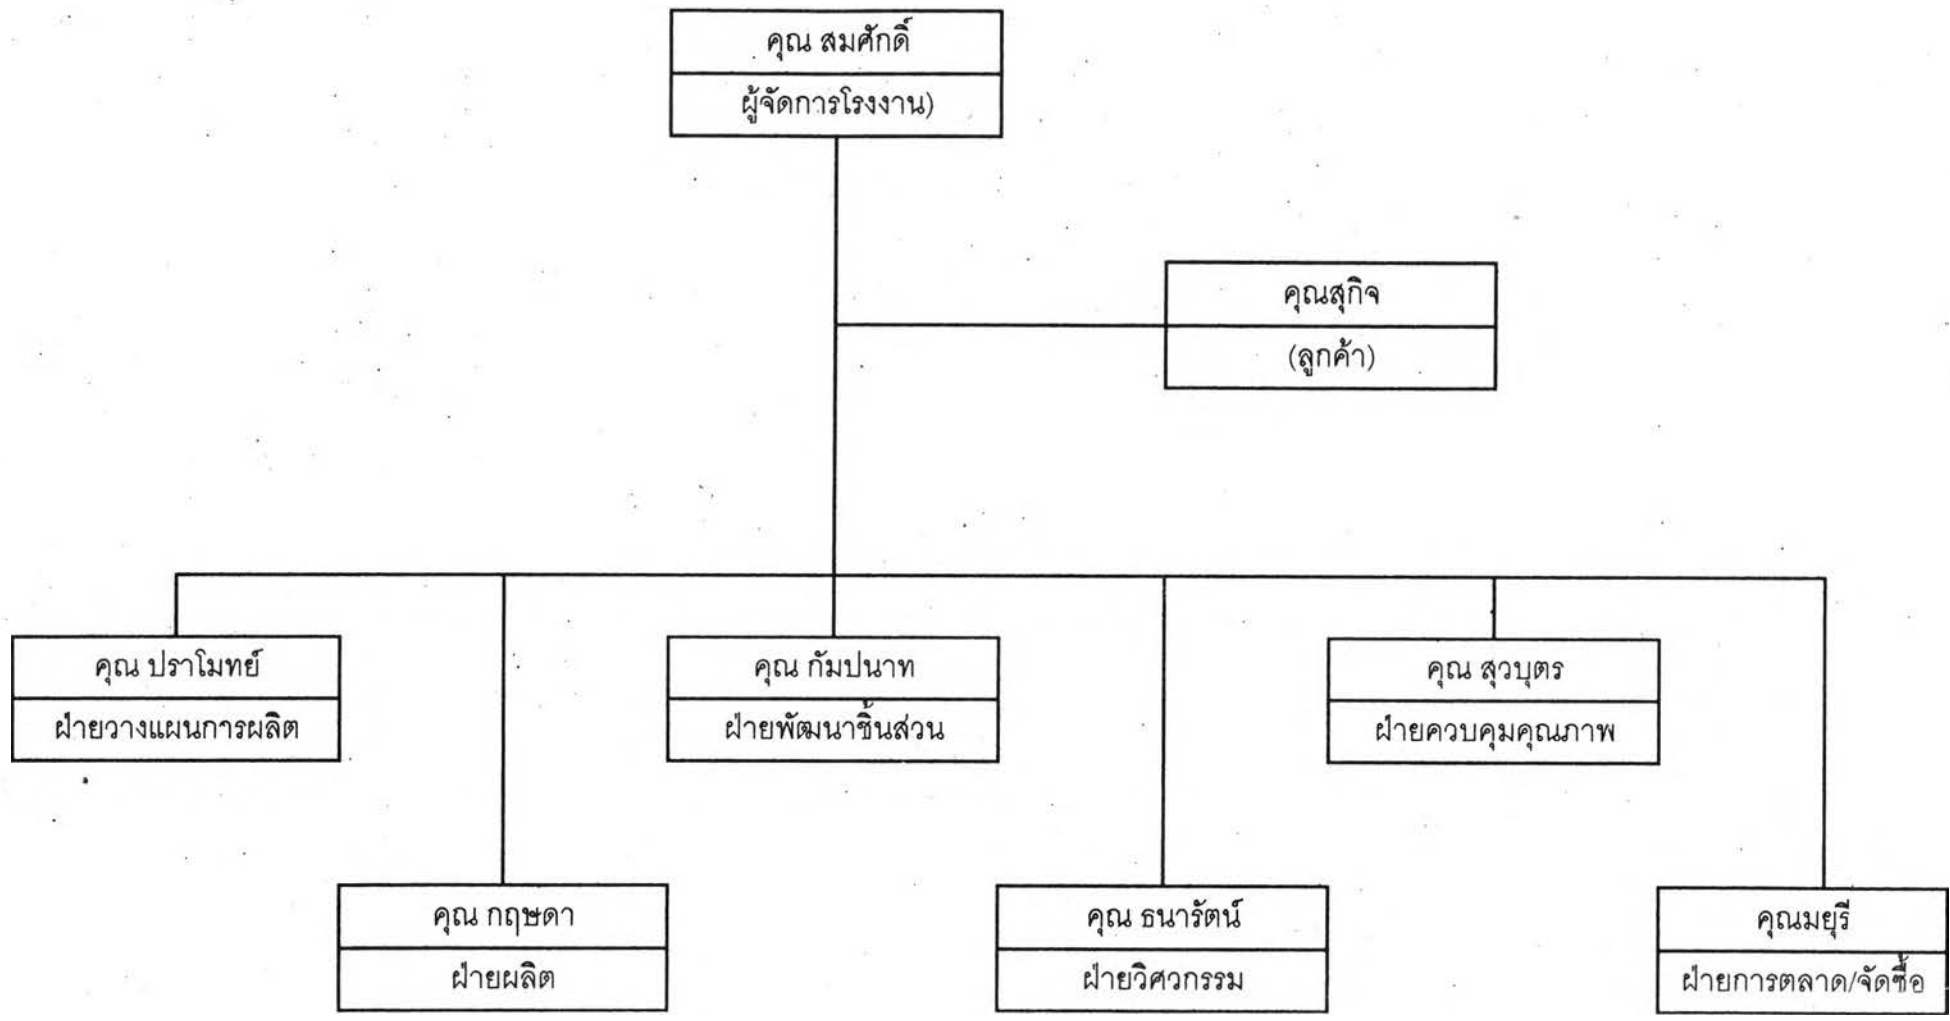 คุณ สมศักดิ์
ผู้จัดการโรงงาน)
คุณสุกิจ
(ลูกค้า)
คุณ ปราโมทย์
ฝ่ายวางแผนการผลิต
คุณ กัมปนาท
ฝ่ายพัฒนาชิ้นส่วน
คุณ สุวบุตร
ฝ่ายควบคุมคุณภาพ
คุณ กฤษดา
ฝ่ายผลิต
คุณ ธนารัตน์
ฝ่ายวิศวกรรม
คุณมยุรี
ฝ่ายการตลาด/จัดซื้อ